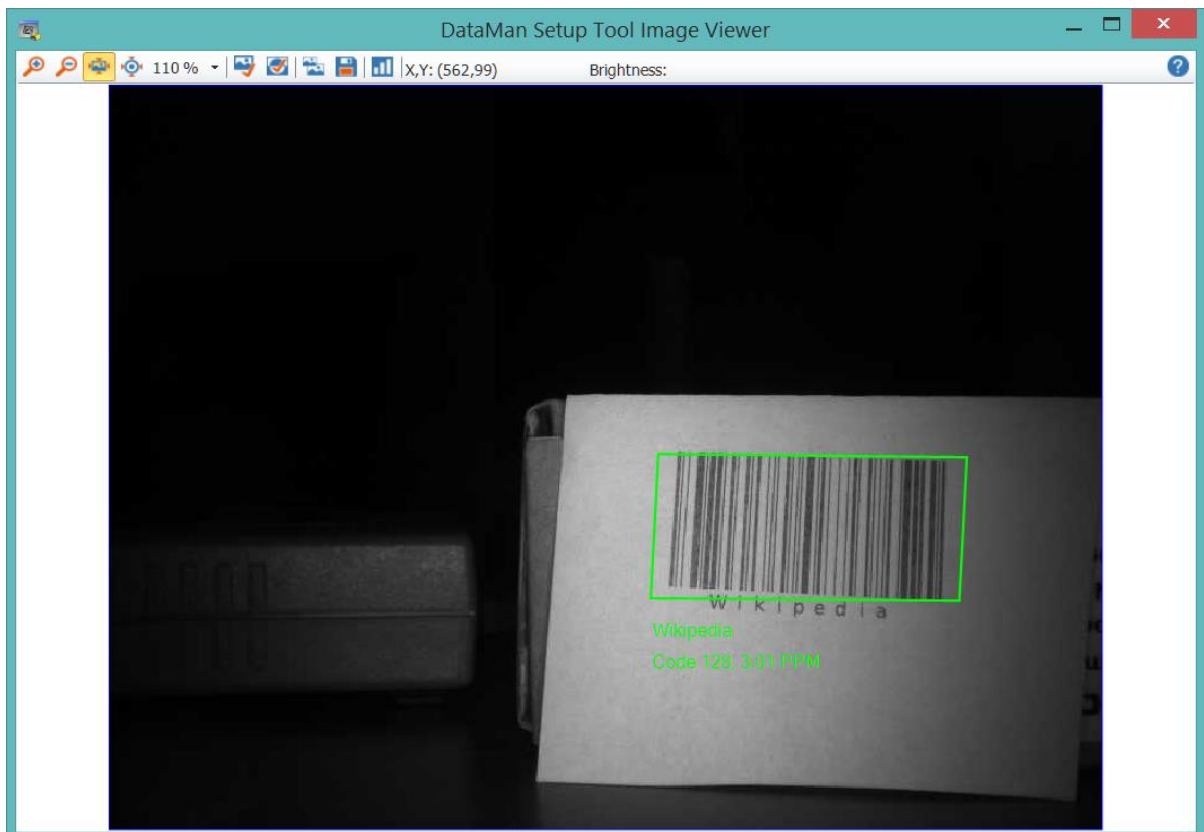 DataMan Setup Tool Image Viewer
110 % X,Y: (562,99) Brightness:
Wikipedia
Wikipedia
Code 128, 3.01 PPM